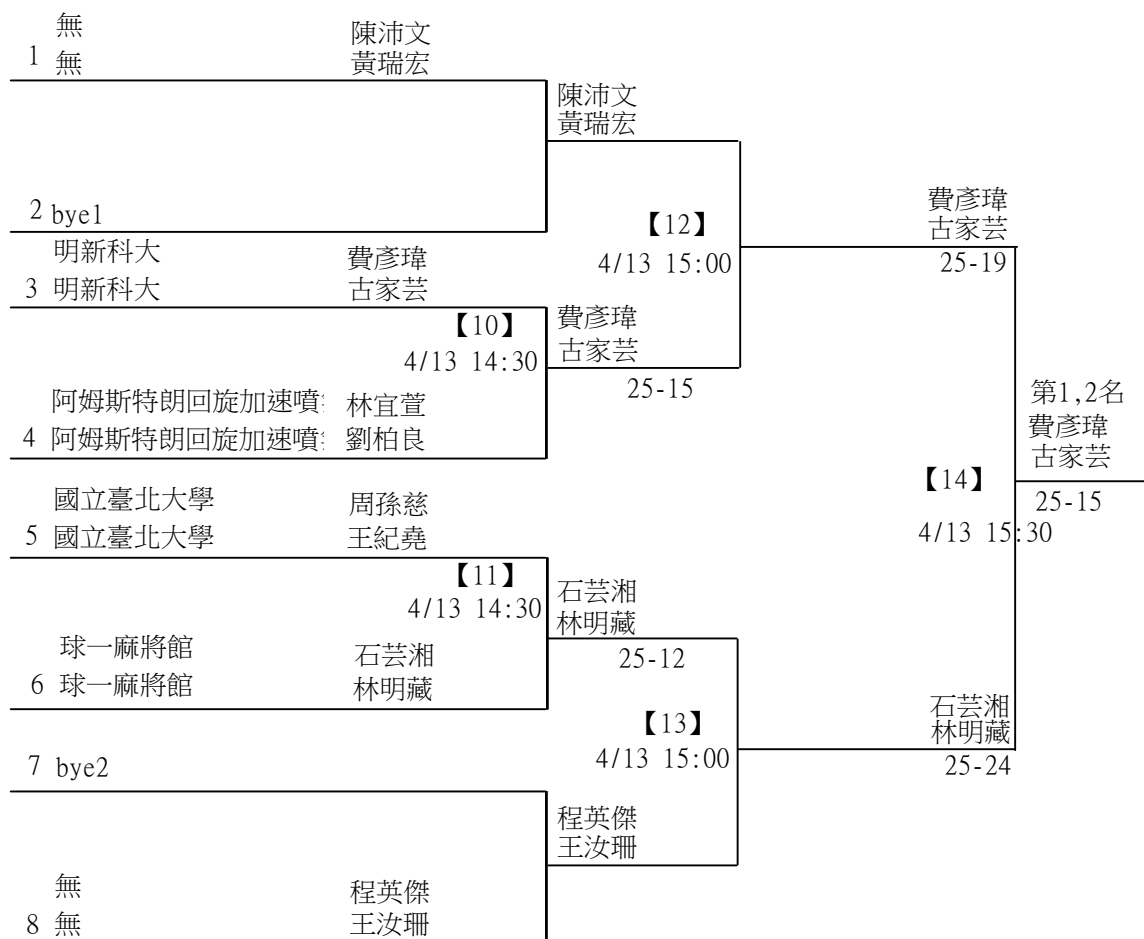 無 陳沛文
1 無 黃瑞宏
陳沛文
黃瑞宏
2 bye1
【12】
4/13 15:00
費彥瑋
古家芸
25-19
明新科大 費彥瑋
3 明新科大 古家芸
【10】
4/13 14:30
費彥瑋
古家芸
25-15
阿姆斯特朗回旋加速噴 林宜萱
4 阿姆斯特朗回旋加速噴 劉柏良
第1,2名
費彥瑋
古家芸
25-15
【14】
4/13 15:30
國立臺北大學 周孫慈
5 國立臺北大學 王紀堯
【11】
4/13 14:30
石芸湘
林明藏
25-12
球一麻將館 石芸湘
6 球一麻將館 林明藏
【13】
4/13 15:00
石芸湘
林明藏
25-24
7 bye2
程英傑
王汝珊
無 程英傑
8 無 王汝珊